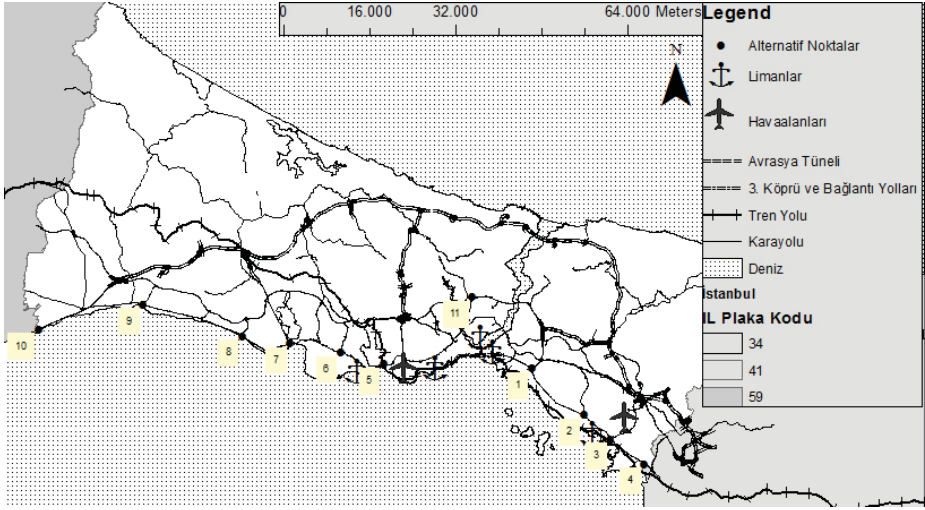 0 16.000 32.000 64.000 Meters
N
Legend
Alternatif Noktalar
Limanlar
Havaalanları
Avrasya Tüneli
3. Köprü ve Bağlantı Yolları
Tren Yolu
Karayolu
Deniz
istanbul
IL Plaka Kodu
34
41
59
11
10
9
8
7
6
5
1
2
3
4